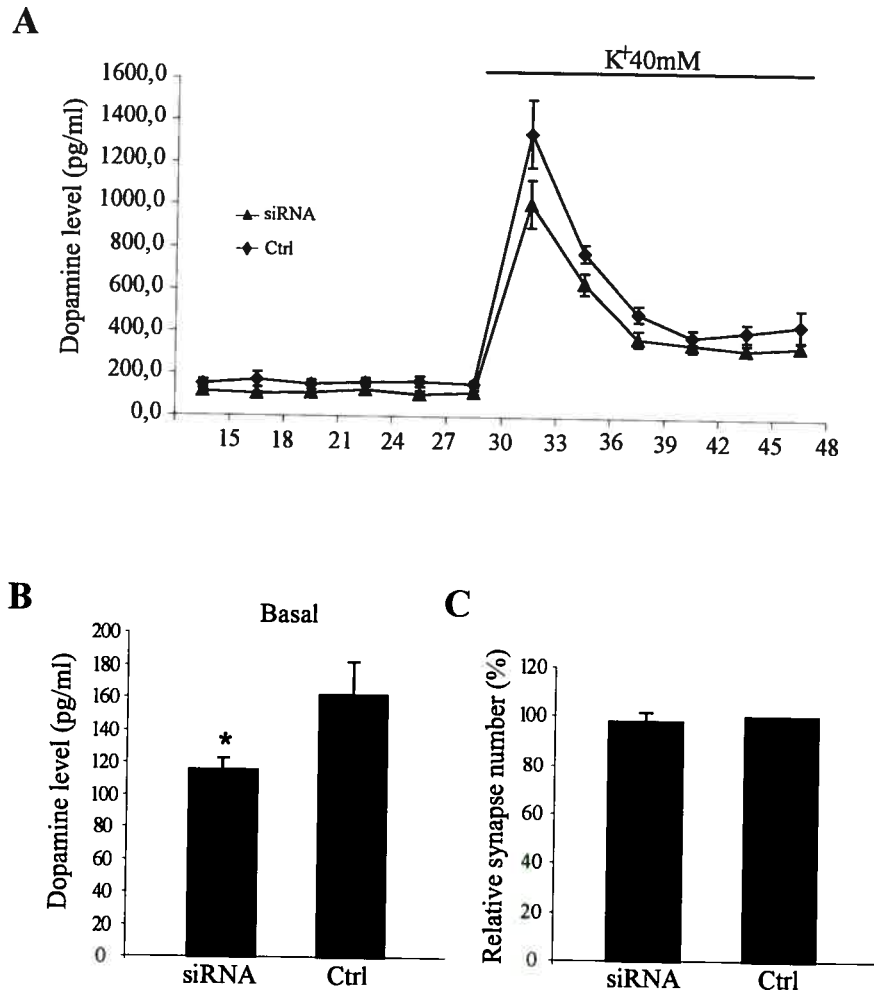 A
K+40mM
1600,0
1400,0
1200,0
1000,0
800,0
600,0
400,0
200,0
0,0
Dopamine level (pg/ml)
siRNA
Ctrl
15 18 21 24 27 30 33 36 39 42 45 48
B
Basal
200
180
160
140
120
100
80
60
40
20
0
Dopamine level (pg/ml)
*
siRNA Ctrl
C
120
100
80
60
40
20
0
Relative synapse number (%)
siRNA Ctrl